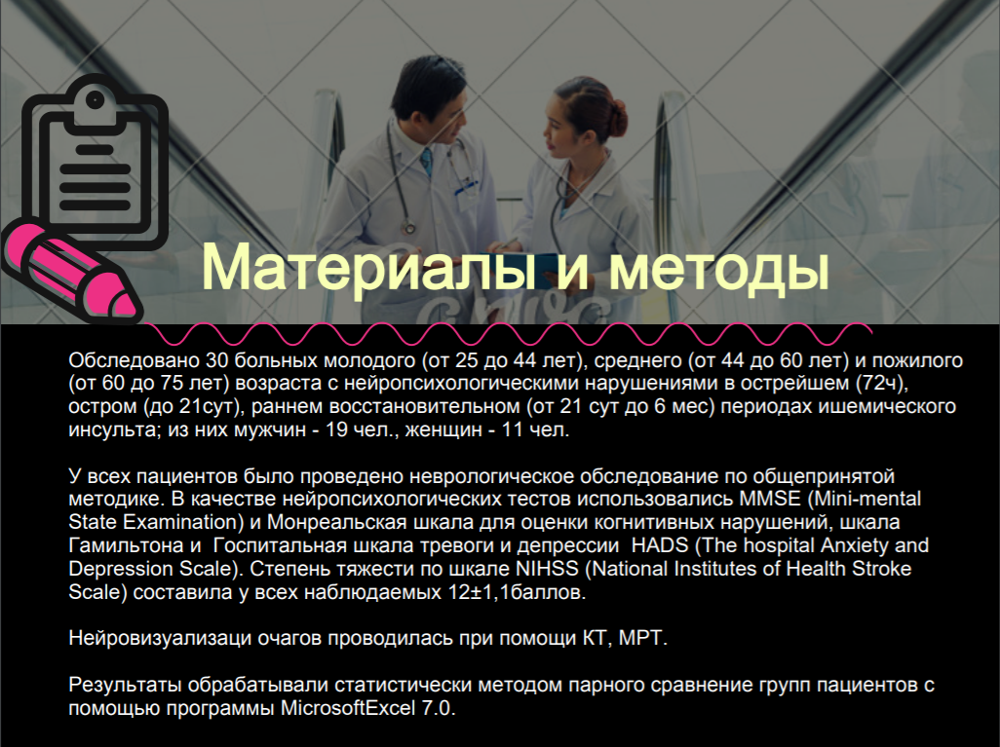 Материалы и методы
Обследовано 30 больных молодого (от 25 до 44 лет), среднего (от 44 до 60 лет) и пожилого
(от 60 до 75 лет) возраста с нейропсихологическими нарушениями в острейшем (72ч),
остром (до 21сут), раннем восстановительном (от 21 сут до 6 мес) периодах ишемического
инсульта; из них мужчин - 19 чел., женщин - 11 чел.
У всех пациентов было проведено неврологическое обследование по общепринятой
методике. В качестве нейропсихологических тестов использовались MMSE (Mini-mental
State Examination) и Монреальская шкала для оценки когнитивных нарушений, шкала
Гамильтона и  Госпитальная шкала тревоги и депрессии  HADS (The hospital Anxiety and
Depression Scale). Степень тяжести по шкале NIHSS (National Institutes of Health Stroke
Scale) составила у всех наблюдаемых 12±1,1баллов.
Нейровизуализаци очагов проводилась при помощи КТ, МРТ.
Результаты обрабатывали статистически методом парного сравнение групп пациентов с
помощью программы MicrosoftExcel 7.0.